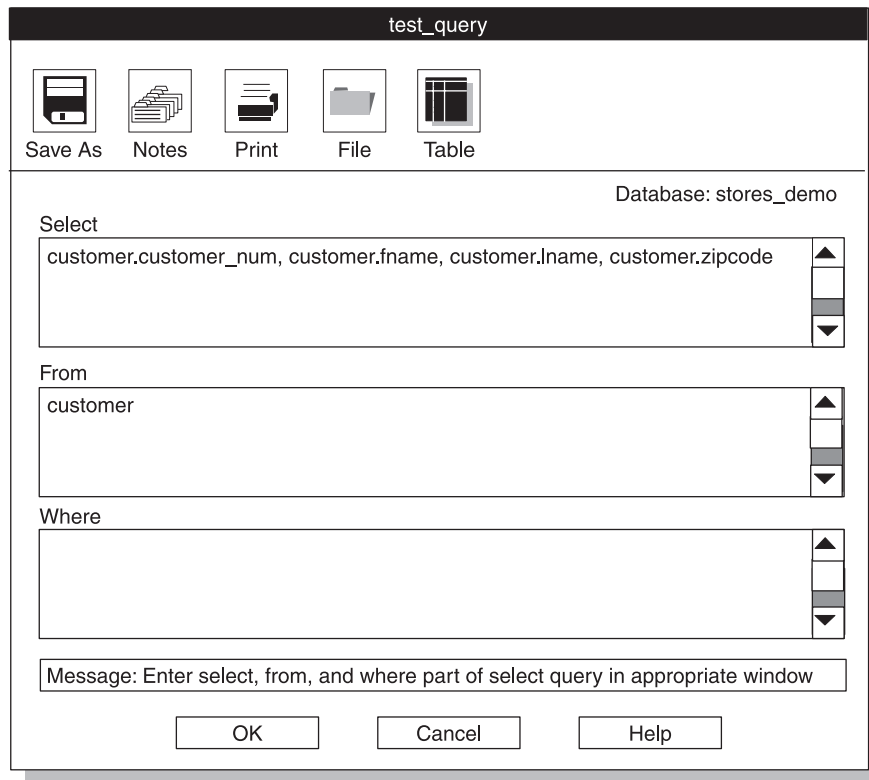 test_query
Save As Notes Print File Table
Database: stores_demo
Select
customer.customer_num, customer.fname, customer.lname, customer.zipcode
From
customer
Where
Message: Enter select, from, and where part of select query in appropriate window
OK Cancel Help